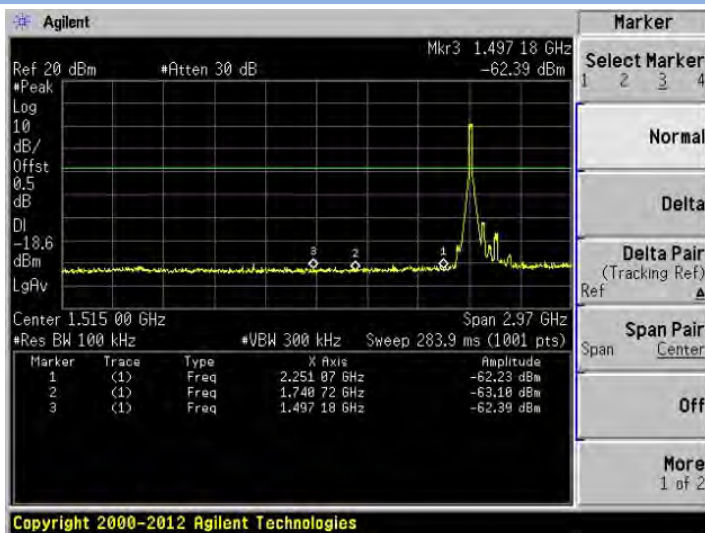 Agilent
Marker
Mkr3 1.497 18 GHz
Ref 20 dBm #Atten 30 dB -62.39 dBm
#Peak
Log
10
dB/
Offst
0.5
dB
DI
-18.6
dBm
LgAv
3 2 1
Center 1.515 00 GHz Span 2.97 GHz
#Res BW 100 kHz #VBW 300 kHz Sweep 283.9 ms (1001 pts)
Marker Trace Type X Axis Amplitude
1 (1) Freq 2.251 07 GHz -62.23 dBm
2 (1) Freq 1.740 72 GHz -63.10 dBm
3 (1) Freq 1.497 18 GHz -62.39 dBm
Select Marker
1 2 3 4
Normal
Delta
Delta Pair
(Tracking Ref)
Ref Δ
Span Pair
Span Center
Off
More
1 of 2
Copyright 2000-2012 Agilent Technologies